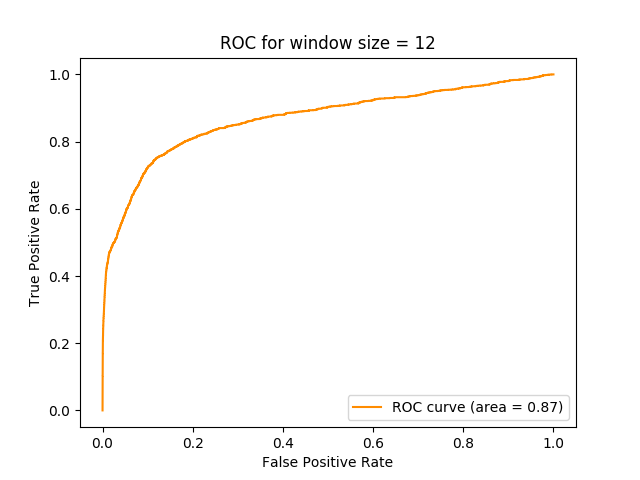 ROC for window size = 12
True Positive Rate
1.0
0.8
0.6
0.4
0.2
0.0
ROC curve (area = 0.87)
0.0 0.2 0.4 0.6 0.8 1.0
False Positive Rate